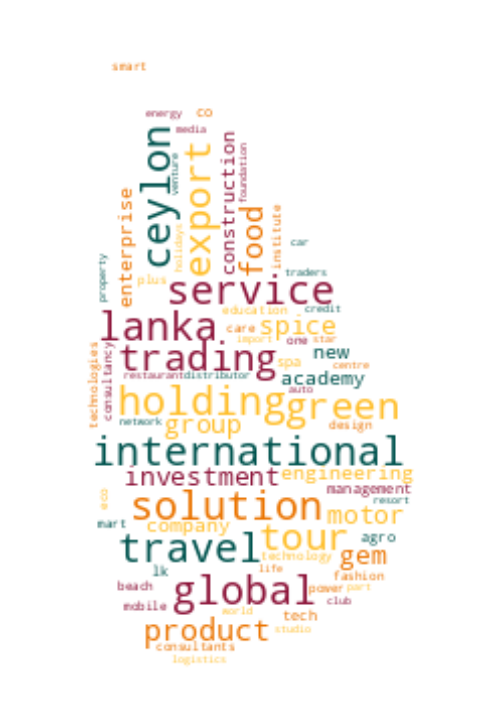 smart
energy
co
media
ceylon
venture
export
holidays
construction
foundation
enterprise
food
institute
car
property
plus
traders
service
education
credit
lanka
care
spice
import
one
star
technologies
consultancy
trading
new
spa
centre
restaurant
distributor
academy
auto
holding
green
network
group
design
international
investment
engineering
management
eco
resort
solution
motor
mart
company
tour
agro
travel
technology
gem
lk
life
fashion
beach
global
power
part
mobile
club
world
tech
product
studio
consultants
logistics